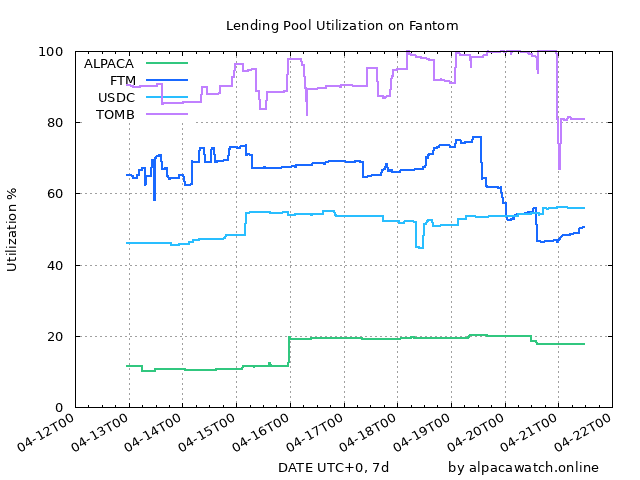 Lending Pool Utilization on Fantom
ALPACA
FTM
USDC
TOMB
100
80
60
40
20
0
Utilization %
04-12T00
04-13T00
04-14T00
04-15T00
04-16T00
04-17T00
04-18T00
04-19T00
04-20T00
04-21T00
04-22T00
DATE UTC+0, 7d
by alpacawatch.online